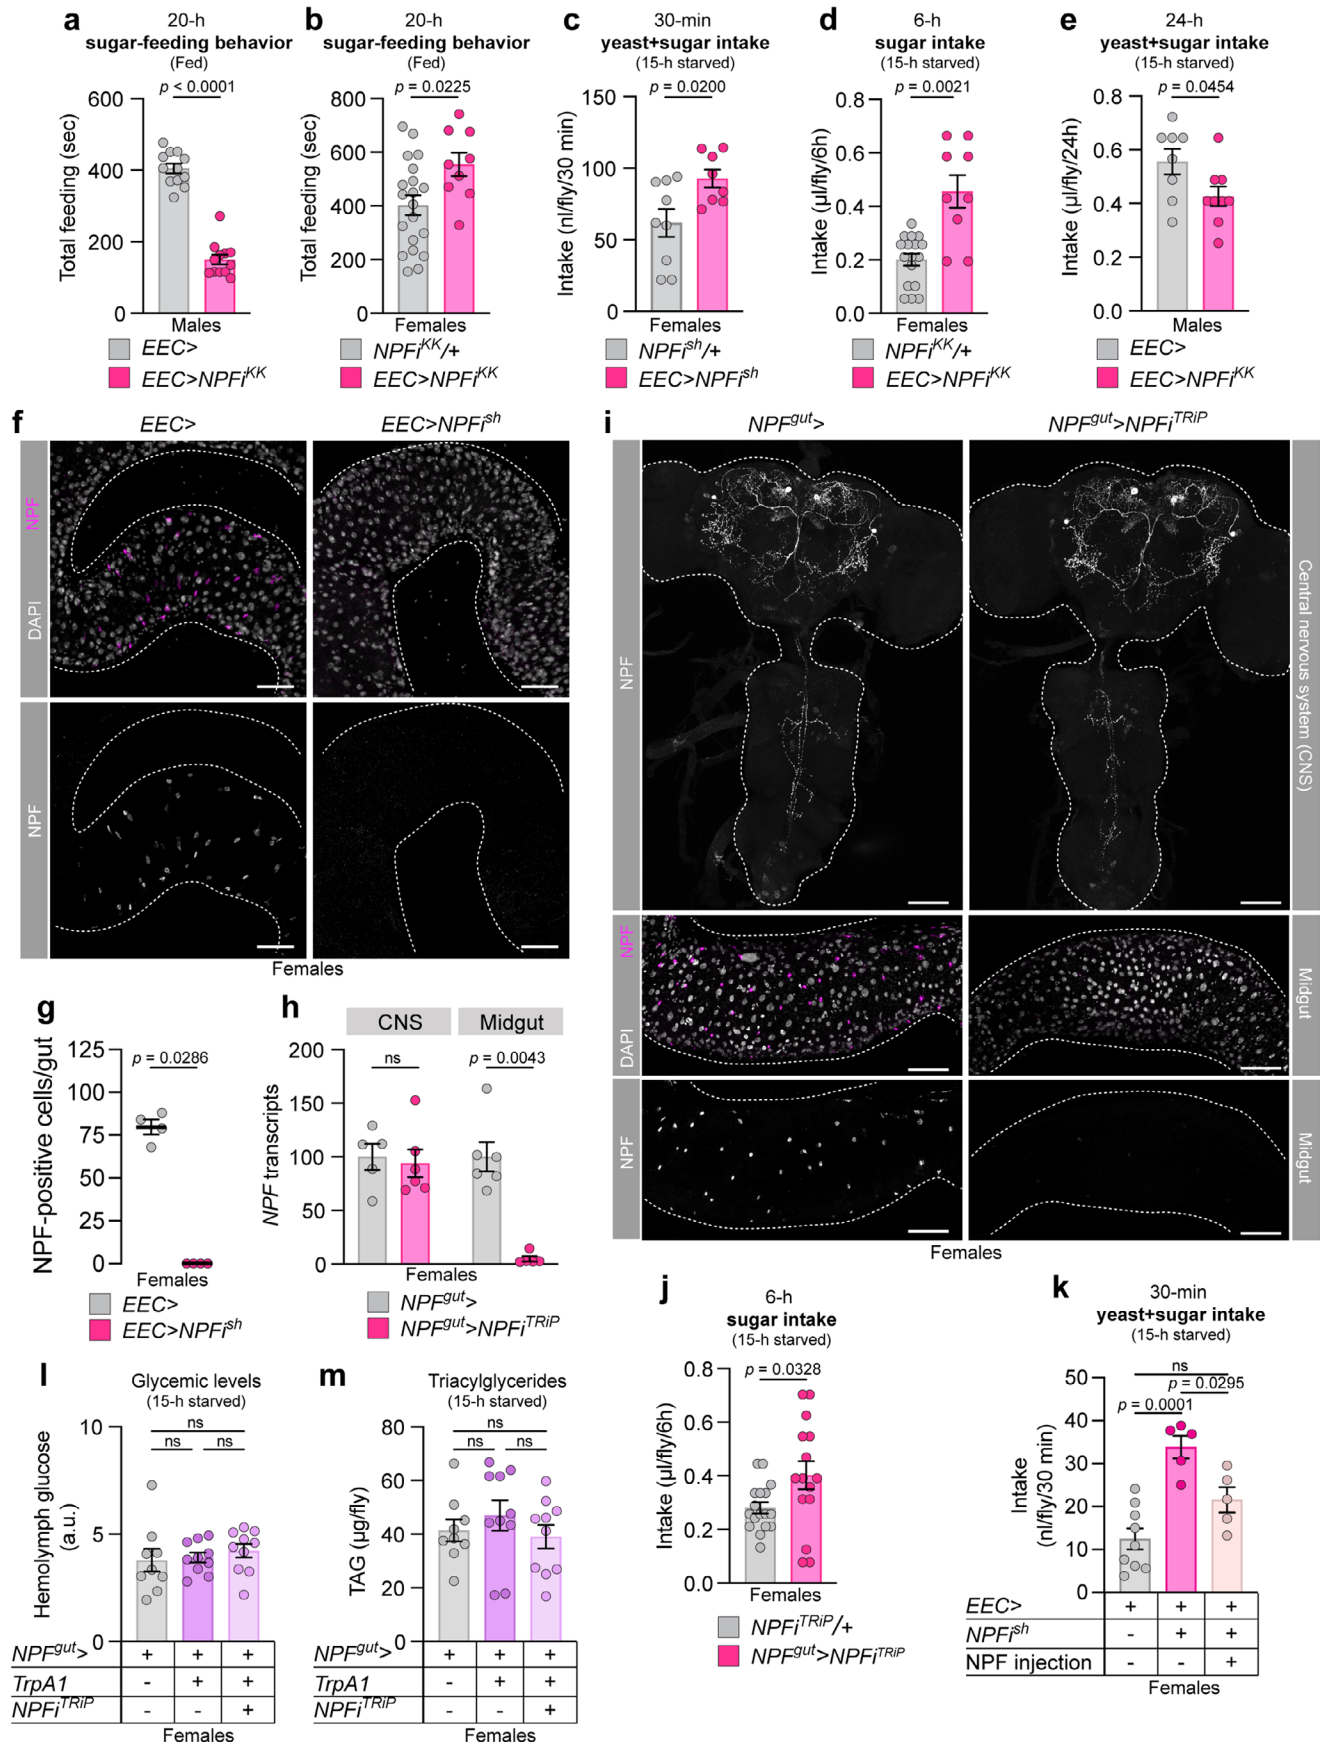 a
20-h
sugar-feeding behavior
(Fed)
p < 0.0001
Total feeding (sec)
600
400
200
0
Males
EEC>
EEC>NPFi^KK
b
20-h
sugar-feeding behavior
(Fed)
p = 0.0225
Total feeding (sec)
800
600
400
200
0
Females
NPFi^KK/+
EEC>NPFi^KK
c
30-min
yeast+sugar intake
(15-h starved)
p = 0.0200
Intake (nl/fly/30 min)
150
100
50
0
Females
NPFi^sh/+
EEC>NPFi^sh
d
6-h
sugar intake
(15-h starved)
p = 0.0021
Intake (µl/fly/6h)
0.8
0.6
0.4
0.2
0.0
Females
NPFi^KK/+
EEC>NPFi^KK
e
24-h
yeast+sugar intake
(15-h starved)
p = 0.0454
Intake (µl/fly/24h)
0.8
0.6
0.4
0.2
0.0
Males
EEC>
EEC>NPFi^KK
f
EEC>
EEC>NPFi^sh
DAPI NPF
NPF
Females
g
NPF-positive cells/gut
125
100
75
50
25
0
p = 0.0286
Females
EEC>
EEC>NPFi^sh
h
CNS
Midgut
NPF transcripts
200
150
100
50
0
ns
p = 0.0043
Females
NPF^gut>
NPF^gut>NPFi^TRiP
i
NPF^gut>
NPF^gut>NPFi^TRiP
NPF
Central nervous system (CNS)
DAPI NPF
Midgut
NPF
Midgut
Females
j
6-h
sugar intake
(15-h starved)
p = 0.0328
Intake (µl/fly/6h)
0.8
0.6
0.4
0.2
0.0
Females
NPFi^TRiP/+
NPF^gut>NPFi^TRiP
k
30-min
yeast+sugar intake
(15-h starved)
ns
p = 0.0295
p = 0.0001
Intake
(nl/fly/30 min)
50
40
30
20
10
0
EEC> + + +
NPFi^sh - + +
NPF injection - - +
Females
l
Glycemic levels
(15-h starved)
ns
ns ns
Hemolymph glucose
(a.u.)
10
5
0
NPF^gut> + + +
TrpA1 - + +
NPFi^TRiP - - +
Females
m
Triacylglycerides
(15-h starved)
ns
ns ns
TAG (µg/fly)
80
60
40
20
0
NPF^gut> + + +
TrpA1 - + +
NPFi^TRiP - - +
Females